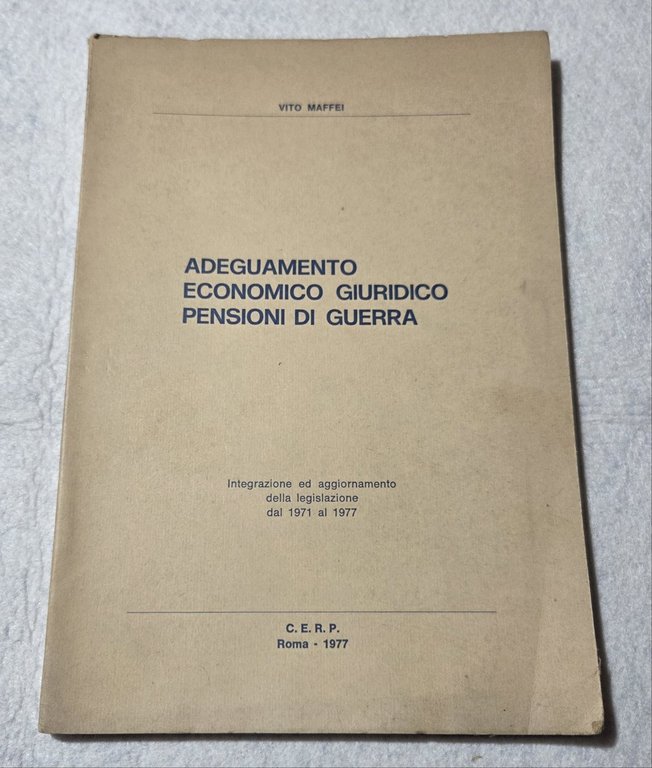 VITO MAFFEI
ADEGUAMENTO
ECONOMICO GIURIDICO
PENSIONI DI GUERRA
Integrazione ed aggiornamento
della legislazione
dal 1971 al 1977
C. E. R. P.
Roma - 1977